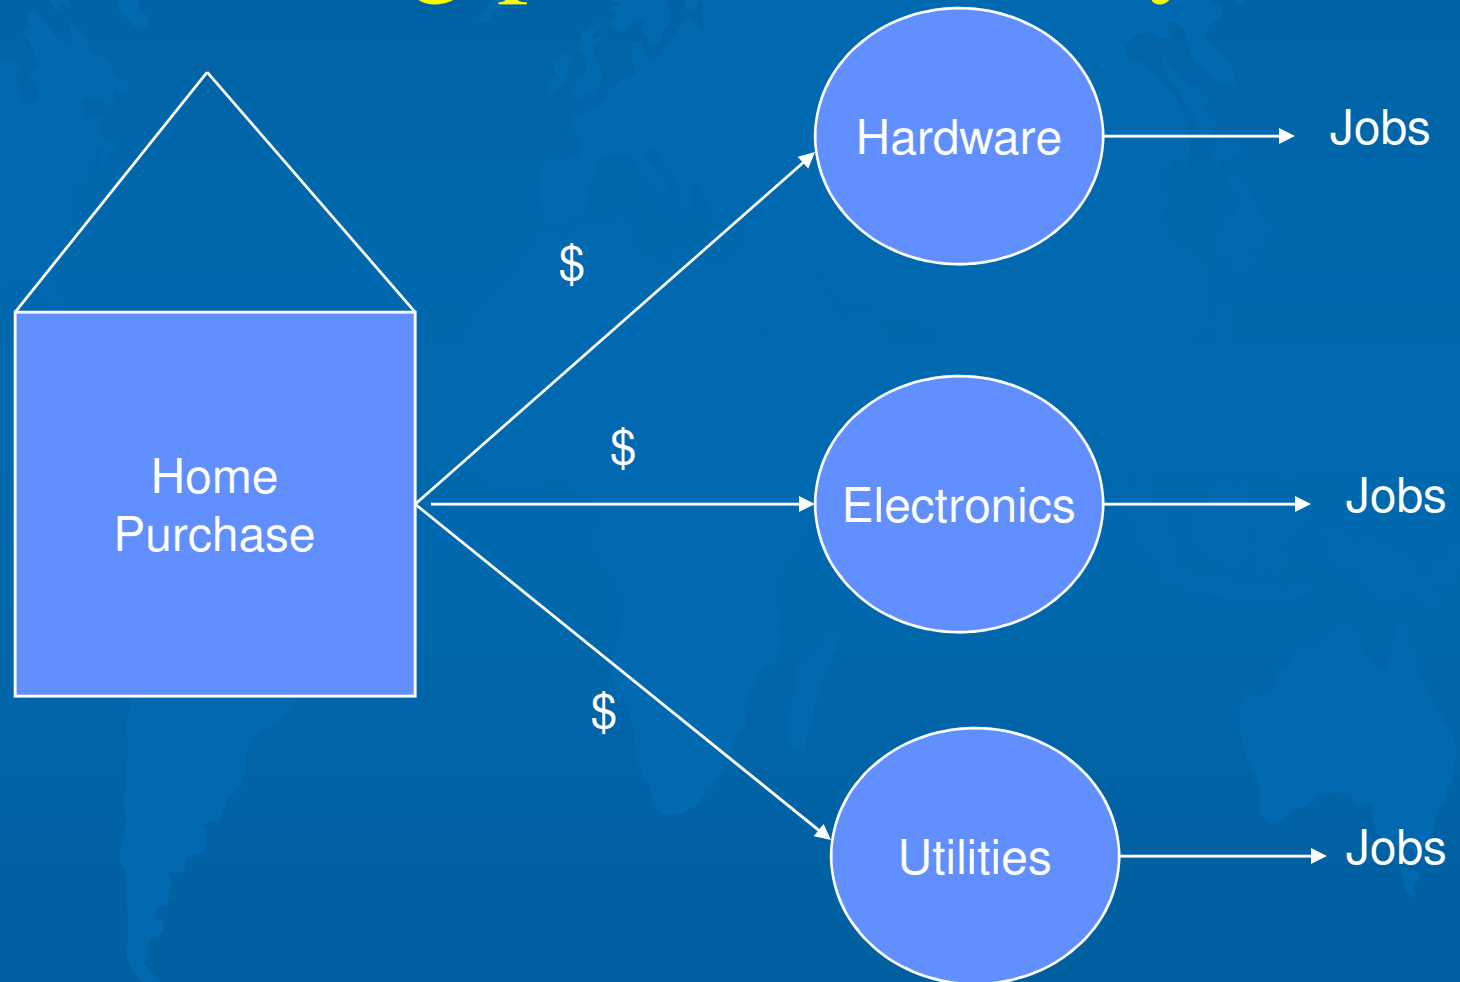 Hardware
Jobs
$
$
Home
Purchase
Electronics
Jobs
$
Utilities
Jobs